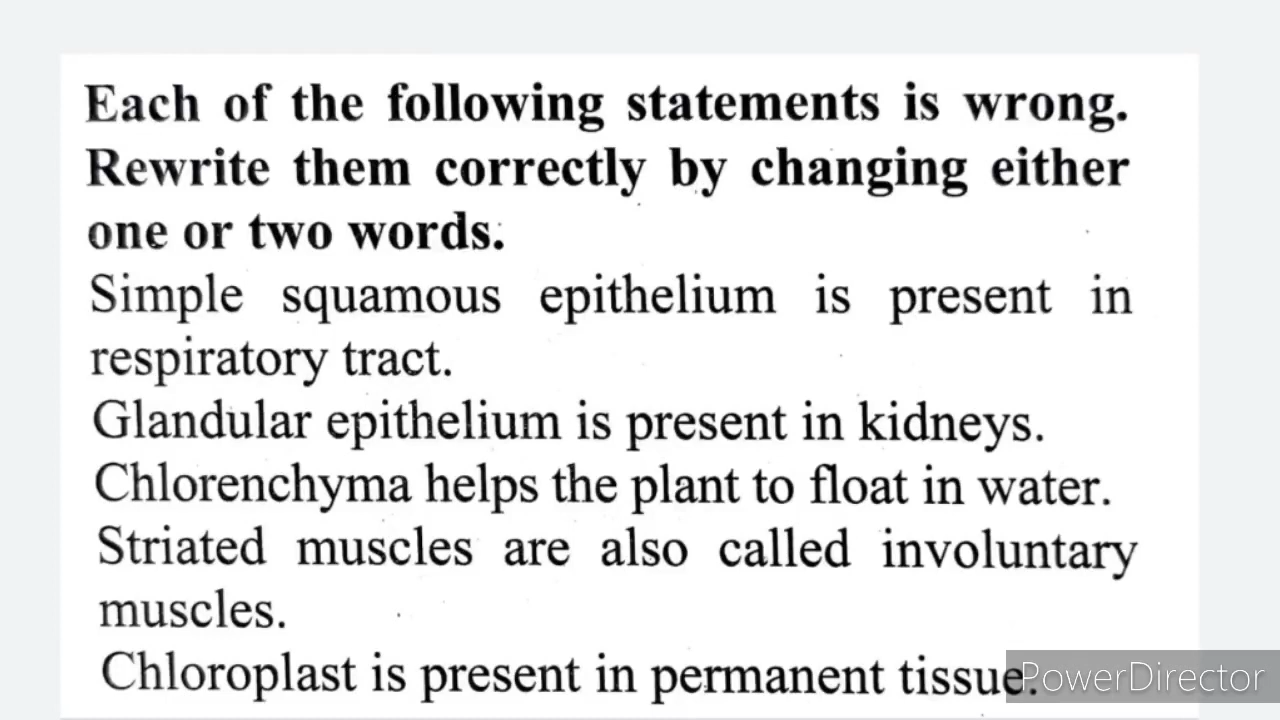 Each of the following statements is wrong.
Rewrite them correctly by changing either
one or two words.
Simple squamous epithelium is present in
respiratory tract.
Glandular epithelium is present in kidneys.
Chlorenchyma helps the plant to float in water.
Striated muscles are also called involuntary
muscles.
Chloroplast is present in permanent tissue.
PowerDirector